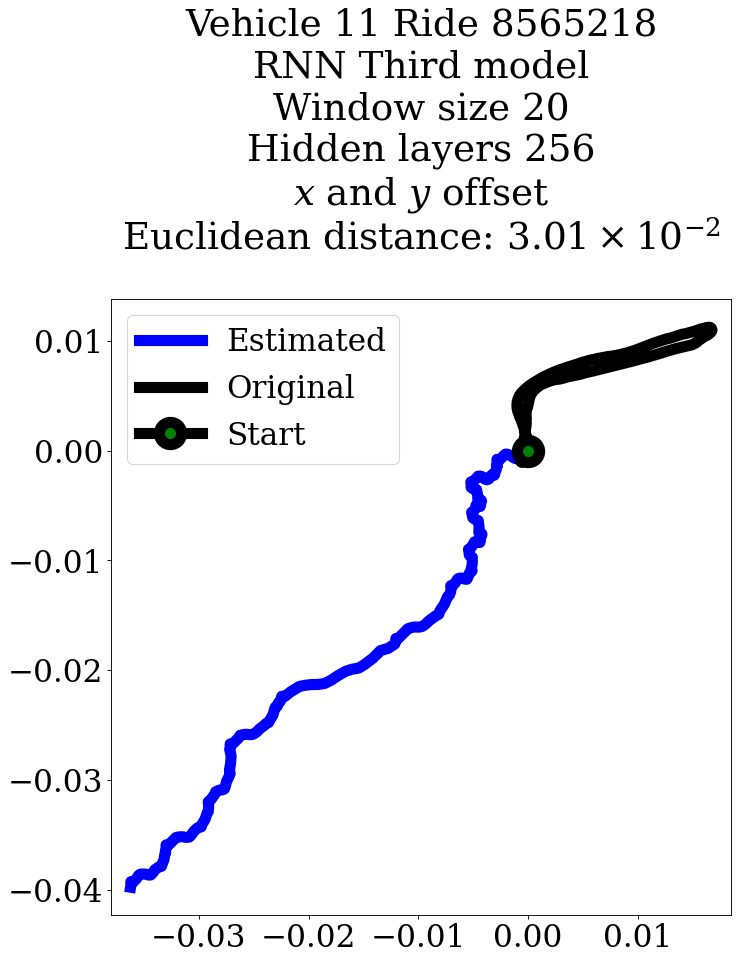 Vehicle 11 Ride 8565218
RNN Third model
Window size 20
Hidden layers 256
x and y offset
Euclidean distance: 3.01 × 10⁻²
Estimated
Original
Start
0.01
0.00
−0.01
−0.02
−0.03
−0.04
−0.03 −0.02 −0.01 0.00 0.01